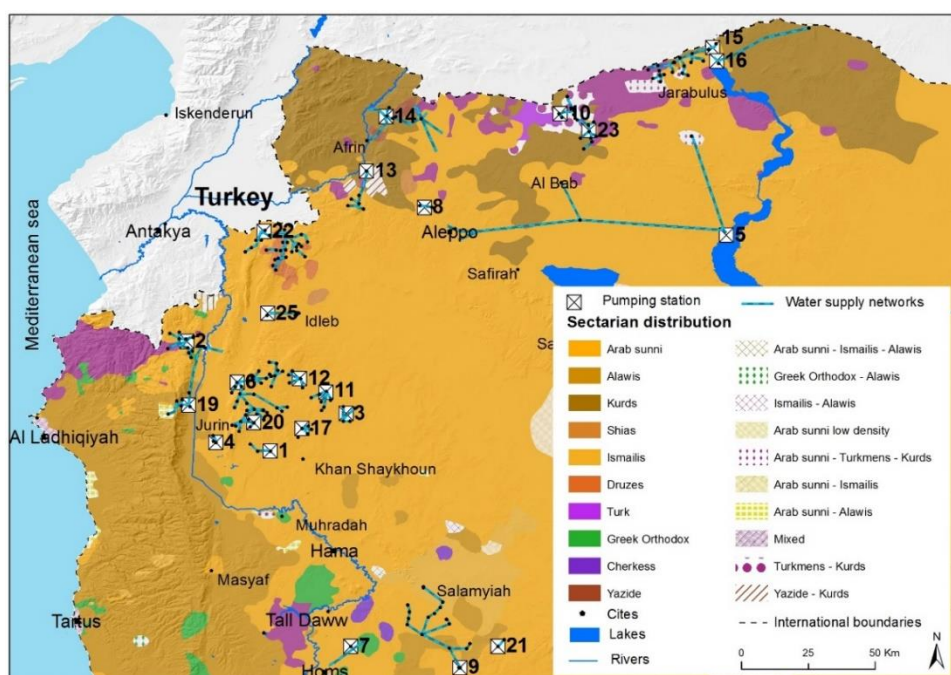 15
16
Jarabulus
Iskenderun
14
10
23
Afrin
13
Al Bab
Turkey
8
Antakya
22
Aleppo
5
Safirah
Mediterranean sea
25
Idleb
Sa
2
6
12
11
19
3
Jurin
20
17
Al Ladhiqiyah
4
1
Khan Shaykhoun
Muhradah
Hama
Masyaf
Salamyiah
Tartus
Tall Daww
7
21
Homs
9
Pumping station
Water supply networks
Sectarian distribution
Arab sunni
Alawis
Kurds
Shias
Ismailis
Druzes
Turk
Greek Orthodox
Cherkess
Yazide
Cites
Lakes
Rivers
Arab sunni - Ismailis - Alawis
Greek Orthodox - Alawis
Ismailis - Alawis
Arab sunni low density
Arab sunni - Turkmens - Kurds
Arab sunni - Ismailis
Arab sunni - Alawis
Mixed
Turkmens - Kurds
Yazide - Kurds
International boundaries
0 25 50 Km
N